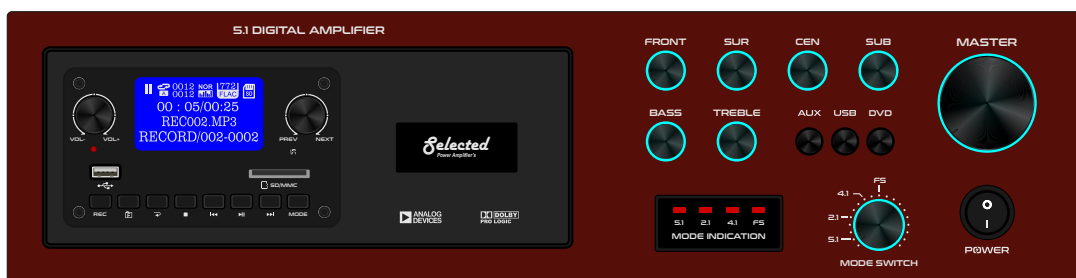 5.1 DIGITAL AMPLIFIER
0012 NOR 1772
A 0012 FLAC SD
00 : 05/00:25
REC002.MP3
RECORD/002-0002
VOL- VOL+
PREV NEXT
SD/MMC
REC MODE
Selected
Power Amplifier's
ANALOG
DEVICES
DOLBY
PRO LOGIC
FRONT SUR CEN SUB
BASS TREBLE
AUX USB DVD
MASTER
5.1 2.1 4.1 FS
MODE INDICATION
FS
4.1
2.1
5.1
MODE SWITCH
POWER